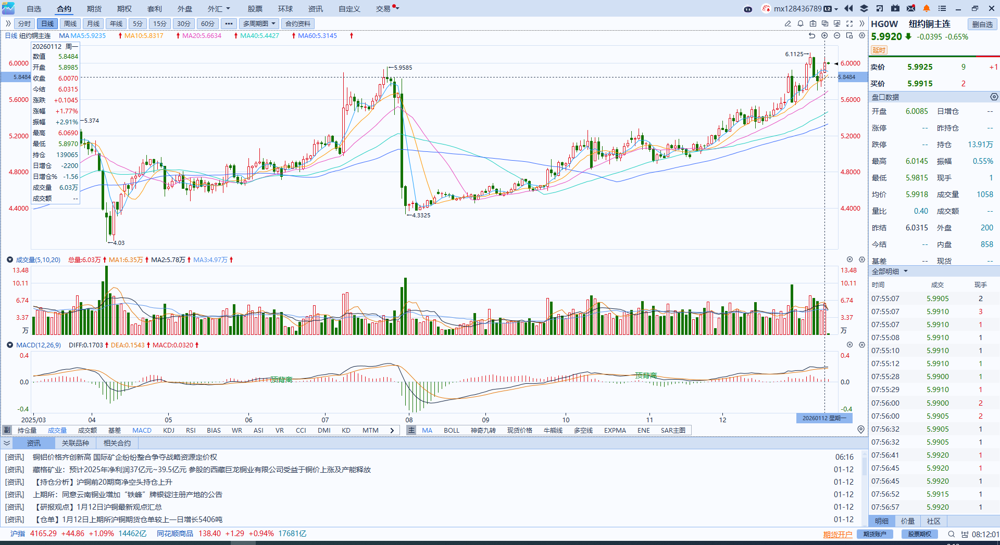 自选 合约 期货 期权 套利 外盘 外汇 股票 环球 资讯 自定义 交易 mx128436789 L2
分时 日线 周线 月线 年线 5分 15分 30分 60分 ••• 多周期图 合约资料
日线 纽约铜主连 MA MA5:5.9235 MA10:5.8317 MA20:5.6634 MA40:5.4427 MA60:5.3145
20260112 周一
数值 5.8484
开盘 5.8985
收盘 6.0070
今结 6.0315
涨跌 +0.1045
涨幅 +1.77%
振幅 +2.91%
最高 6.0690
最低 5.8970
持仓 139065
日增仓 -2200
日增仓% -1.56
成交量 6.03万
成交额 --
6.0000
5.8484
5.6000
5.2000
4.8000
4.4000
5.374
4.03
5.9585
4.3325
6.1125
6.0000
5.8484
5.6000
5.2000
4.8000
4.4000
成交量(5,10,20) 总量:6.03万 MA1:6.35万 MA2:5.78万 MA3:4.97万
13.48
10.11
6.74
3.37
万
13.48
10.11
6.74
3.37
万
MACD(12,26,9) DIFF:0.1703 DEA:0.1543 MACD:0.0320
0.4
0.0
-0.4
顶背离
顶背离
0.4
0.0
-0.4
2025/03 04 05 06 07 08 09 10 11 12 20260112 星期一
副 持仓量 成交量 成交额 基差 MACD KDJ RSI BIAS WR ASI VR CCI DMI KD MTM 主 MA BOLL 神奇九转 现货价格 牛熊线 多空线 EXPMA ENE SAR主图
资讯 关联品种 相关合约
[资讯] 铜铝价格齐创新高 国际矿企纷纷整合争夺战略资源定价权 06:16
[资讯] 藏格矿业：预计2025年净利润37亿元~39.5亿元 参股的西藏巨龙铜业有限公司受益于铜价上涨及产能释放 01-12
[资讯] 【持仓分析】沪铜前20期商净空头持仓上升 01-12
[资讯] 上期所：同意云南铜业增加“铁峰”牌银锭注册产地的公告 01-12
[资讯] 【研报观点】1月12日沪铜最新观点汇总 01-12
[资讯] 【仓单】1月12日上期所沪铜期货仓单较上一日增长5406吨 01-12
沪指 4165.29 +44.86 +1.09% 14462亿 同花顺商品 138.40 +1.29 +0.94% 17681亿
期货开户 期货账户 股票期权 08:12:01
HG0W 纽约铜主连 删自选
5.9920 -0.0395 -0.65%
延时
卖价 5.9925 9 +1
买价 5.9915 2
盘口数据
开盘 6.0085 日增仓 --
涨停 -- 昨持仓 --
跌停 -- 持仓 13.91万
最高 6.0145 振幅 0.55%
最低 5.9815 现手 1
均价 5.9918 成交量 1058
量比 0.40 成交额 --
昨结 6.0315 外盘 200
今结 -- 内盘 858
基差 -- 现货 --
全部明细
时间 成交 现手
07:55:07 5.9905 2
07:55:07 5.9910 3
07:55:07 5.9910 1
07:55:08 5.9910 1
07:55:10 5.9910 1
07:55:12 5.9910 1
07:55:28 5.9900 1
07:55:29 5.9910 1
07:56:00 5.9900 2
07:56:00 5.9905 2
07:56:32 5.9905 1
07:56:32 5.9905 1
07:56:41 5.9920 1
07:56:45 5.9920 1
07:56:45 5.9920 1
07:56:52 5.9915 1
07:56:57 5.9920 1
明细 价量 社区